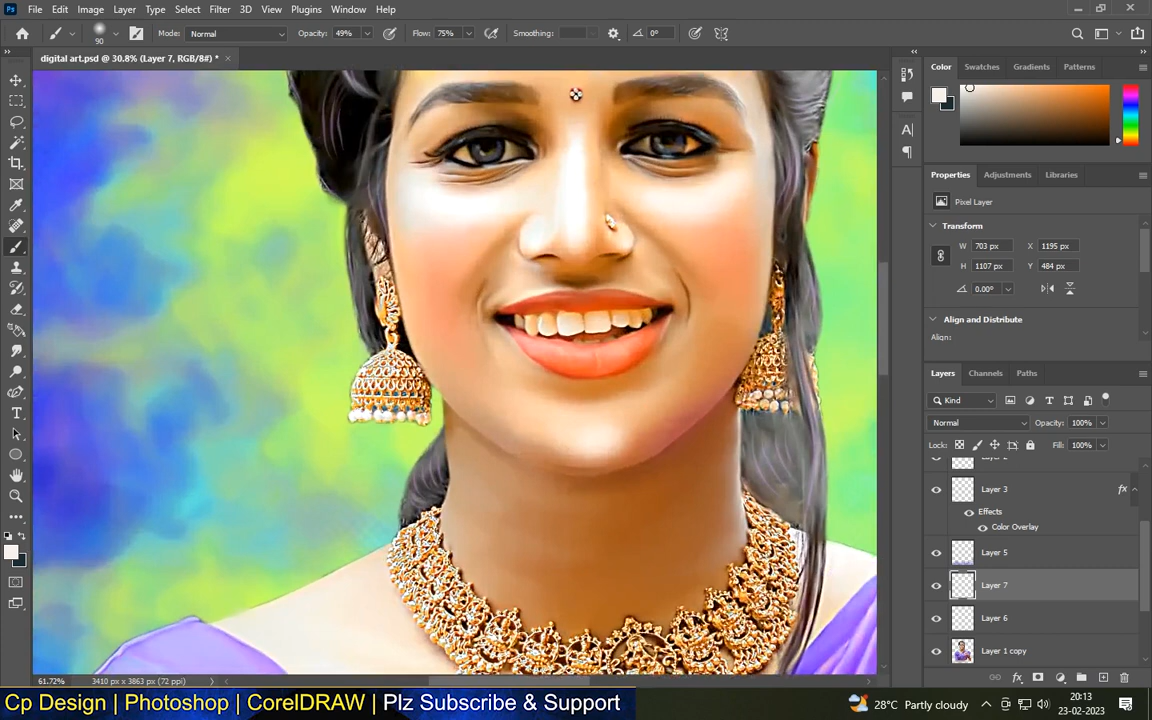 File Edit Image Layer Type Select Filter 3D View Plugins Window Help
90 Mode: Normal Opacity: 49% Flow: 75% Smoothing: 0°
digital art.psd @ 30.8% (Layer 7, RGB/8#) *
Color Swatches Gradients Patterns
Properties Adjustments Libraries
Pixel Layer
Transform
W 703 px X 1195 px
H 1107 px Y 484 px
0.00°
Align and Distribute
Align:
Layers Channels Paths
Kind
Normal Opacity: 100%
Lock: Fill: 100%
Layer 3 fx
Effects
Color Overlay
Layer 5
Layer 7
Layer 6
Layer 1 copy
61.72% 3410 px x 3863 px (72 ppi)
Cp Design | Photoshop | CorelDRAW | Plz Subscribe & Support
28°C Partly cloudy
20:13
23-02-2023